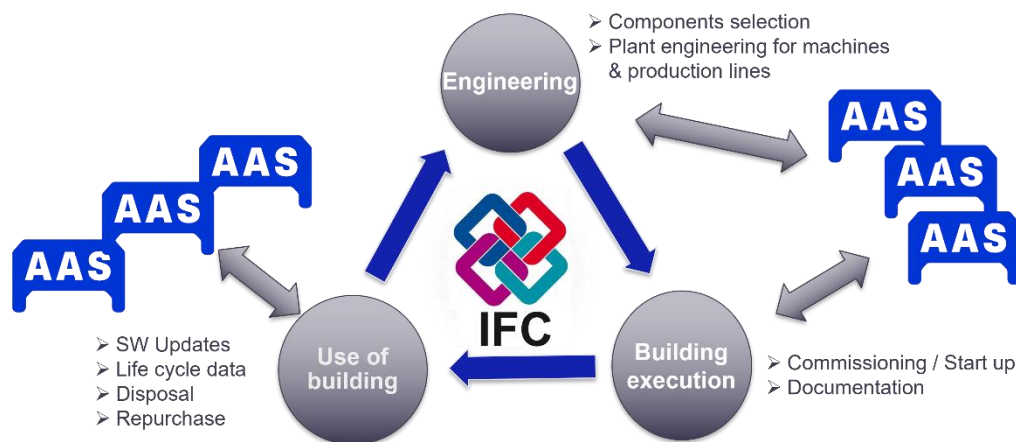 ➢ Components selection
➢ Plant engineering for machines
& production lines
Engineering
AAS
AAS
AAS
AAS
AAS
AAS
IFC
Use of
building
Building
execution
➢ SW Updates
➢ Life cycle data
➢ Disposal
➢ Repurchase
➢ Commissioning / Start up
➢ Documentation